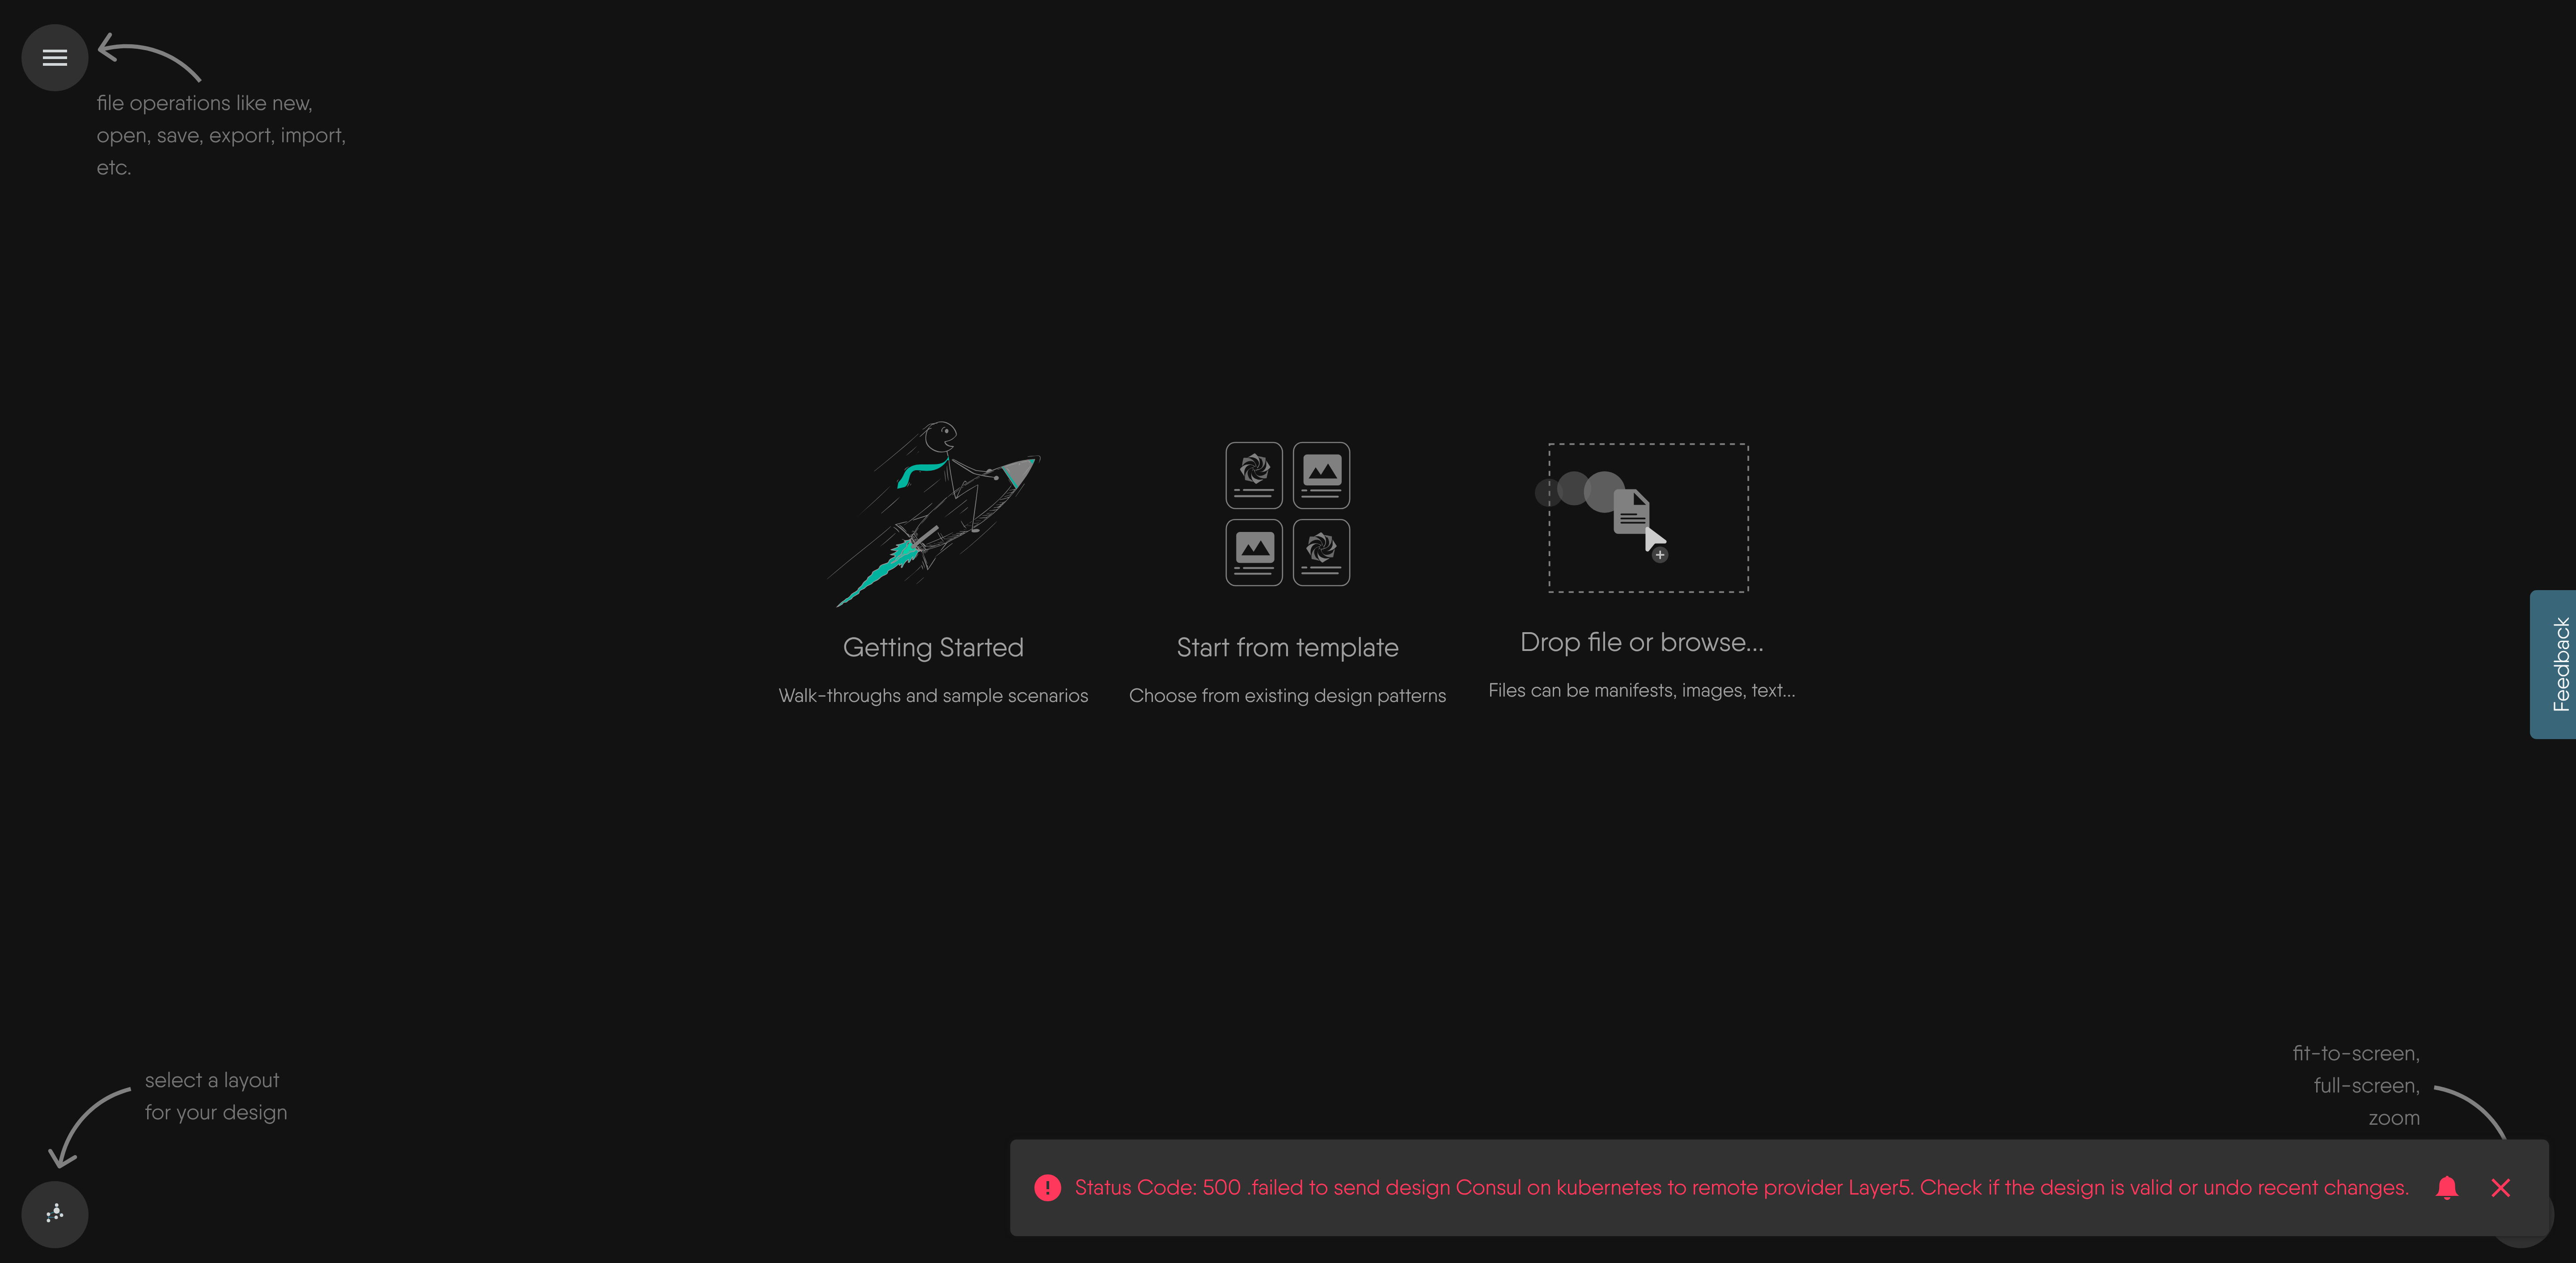 file operations like new,
open, save, export, import,
etc.
Getting Started
Walk-throughs and sample scenarios
Start from template
Choose from existing design patterns
Drop file or browse...
Files can be manifests, images, text...
Feedback
select a layout
for your design
fit-to-screen,
full-screen,
zoom
Status Code: 500 .failed to send design Consul on kubernetes to remote provider Layer5. Check if the design is valid or undo recent changes.